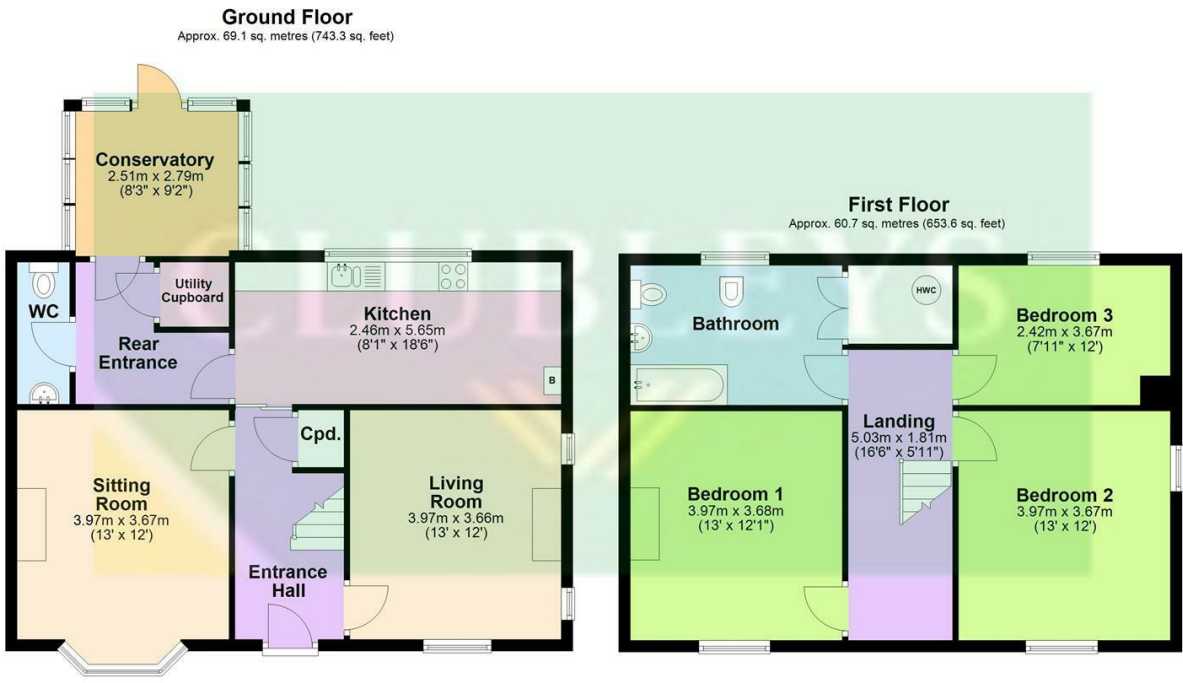 Ground Floor
Approx. 69.1 sq. metres (743.3 sq. feet)
Conservatory
2.51m x 2.79m
(8'3" x 9'2")
WC
Utility
Cupboard
Rear
Entrance
Kitchen
2.46m x 5.65m
(8'1" x 18'6")
B
Cpd.
Sitting
Room
3.97m x 3.67m
(13' x 12')
Living
Room
3.97m x 3.66m
(13' x 12')
Entrance
Hall
First Floor
Approx. 60.7 sq. metres (653.6 sq. feet)
Bathroom
HWC
Bedroom 3
2.42m x 3.67m
(7'11" x 12')
Landing
5.03m x 1.81m
(16'6" x 5'11")
Bedroom 1
3.97m x 3.68m
(13' x 12'1")
Bedroom 2
3.97m x 3.67m
(13' x 12')
CLUBLEYS